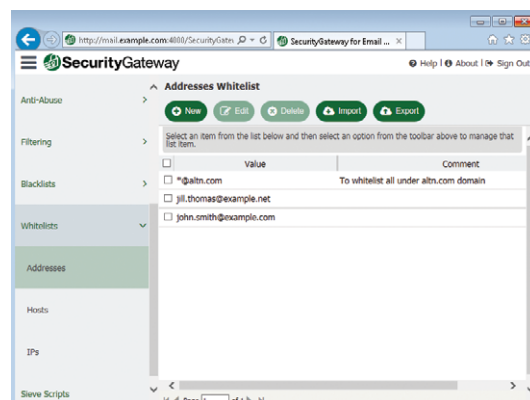 http://mail.example.com:4000/SecurityGate
SecurityGateway for Email ...
SecurityGateway
Help | About | Sign Out
Anti-Abuse
Filtering
Blacklists
Whitelists
Addresses
Hosts
IPs
Sieve Scripts
Addresses Whitelist
New Edit Delete Import Export
Select an item from the list below and then select an option from the toolbar above to manage that
list item.
Value Comment
*@altn.com To whitelist all under altn.com domain
jill.thomas@example.net
john.smith@example.com
Page of 1